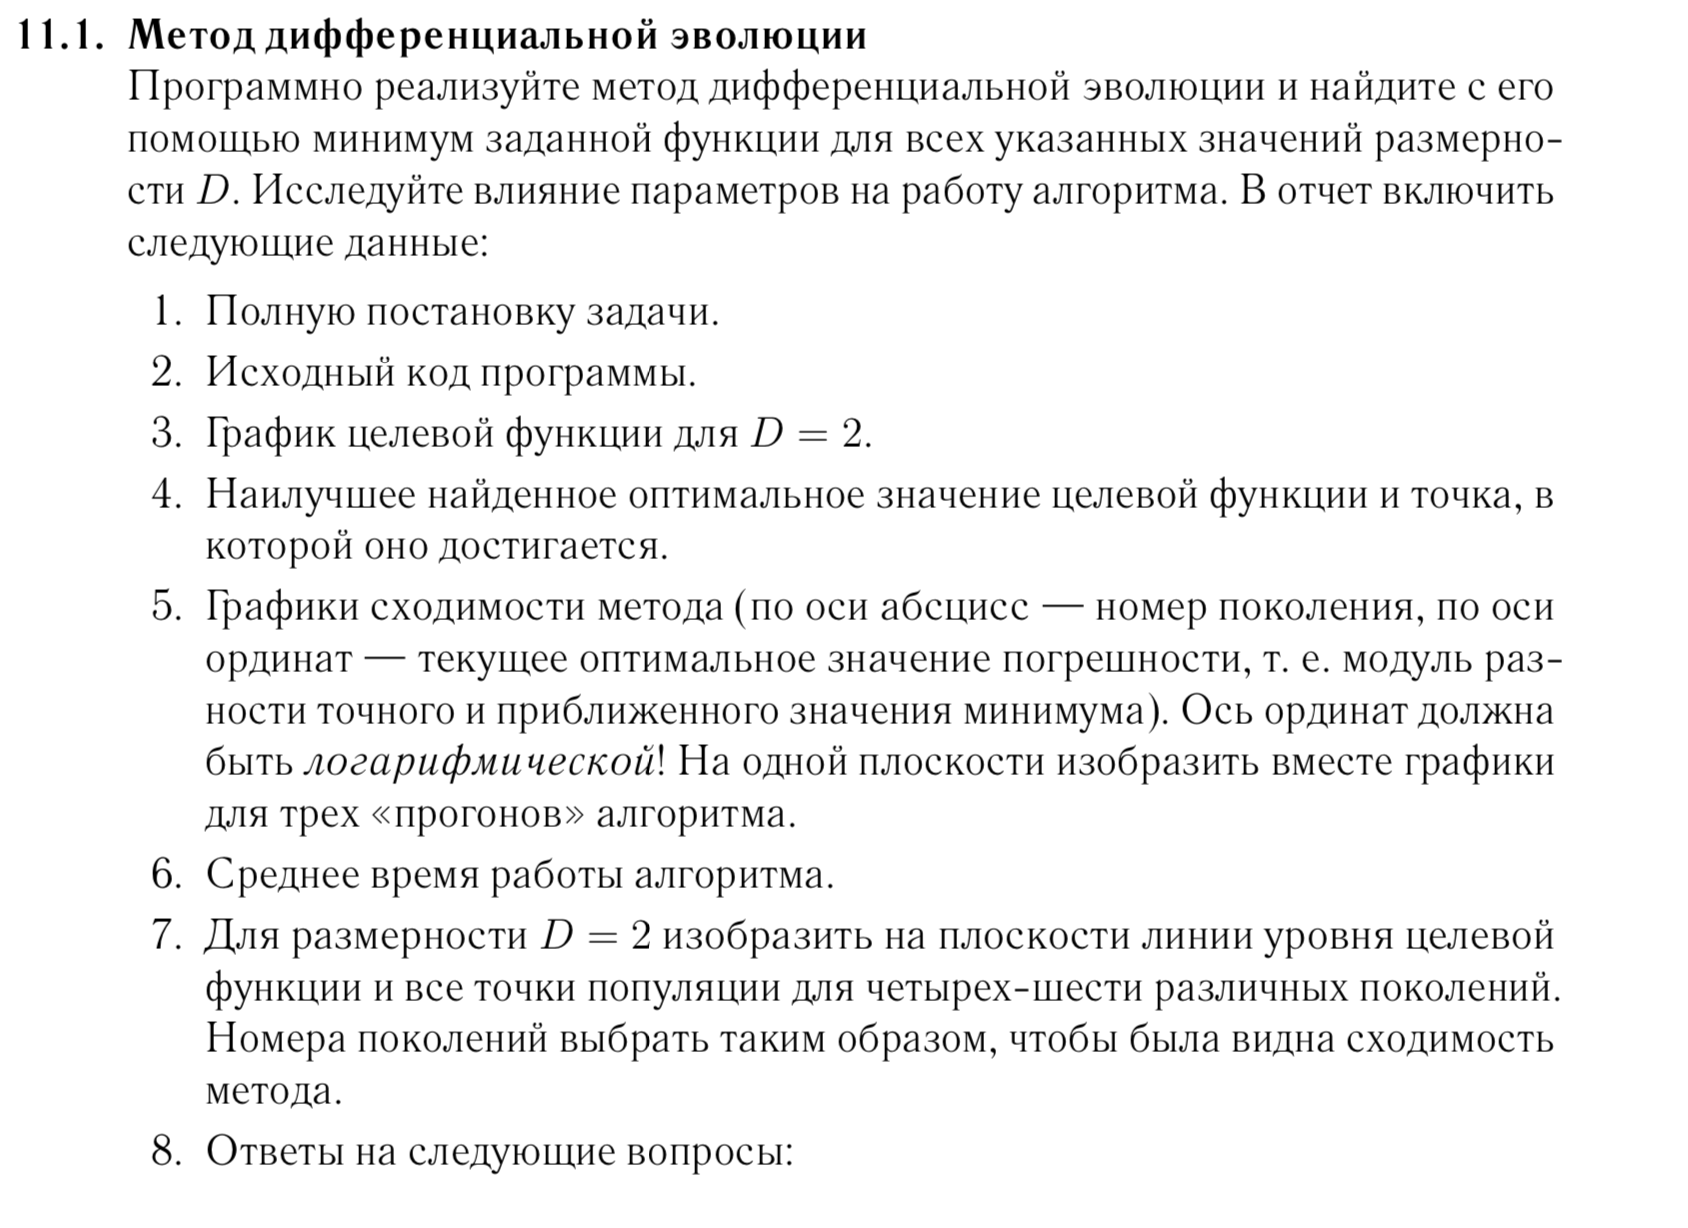 11.1. Метод дифференциальной эволюции
Программно реализуйте метод дифференциальной эволюции и найдите с его
помощью минимум заданной функции для всех указанных значений размерно-
сти D. Исследуйте влияние параметров на работу алгоритма. В отчет включить
следующие данные:
1. Полную постановку задачи.
2. Исходный код программы.
3. График целевой функции для D = 2.
4. Наилучшее найденное оптимальное значение целевой функции и точка, в
которой оно достигается.
5. Графики сходимости метода (по оси абсцисс — номер поколения, по оси
ординат — текущее оптимальное значение погрешности, т. е. модуль раз-
ности точного и приближенного значения минимума). Ось ординат должна
быть логарифмической! На одной плоскости изобразить вместе графики
для трех «прогонов» алгоритма.
6. Среднее время работы алгоритма.
7. Для размерности D = 2 изобразить на плоскости линии уровня целевой
функции и все точки популяции для четырех-шести различных поколений.
Номера поколений выбрать таким образом, чтобы была видна сходимость
метода.
8. Ответы на следующие вопросы: